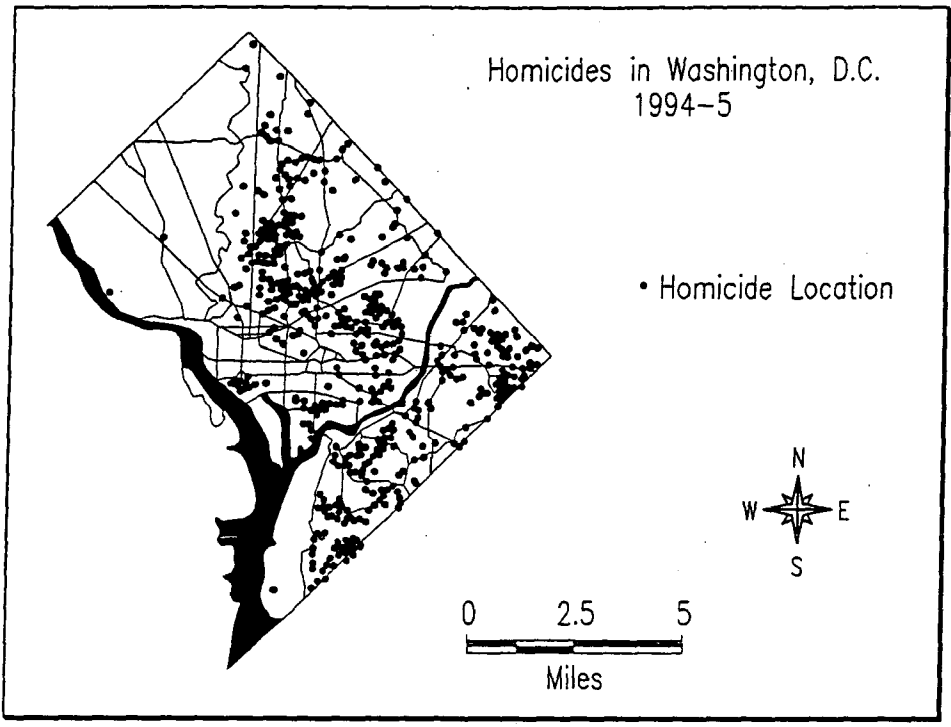 Homicides in Washington, D.C.
1994-5
• Homicide Location
N
W E
S
0 2.5 5
Miles